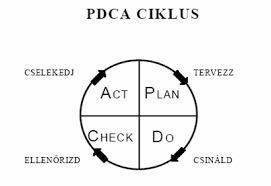 PDCA CIKLUS
CSELEKEDJ
TERVEZZ
ACT
PLAN
CHECK
DO
ELLENŐRIZD
CSINÁLD